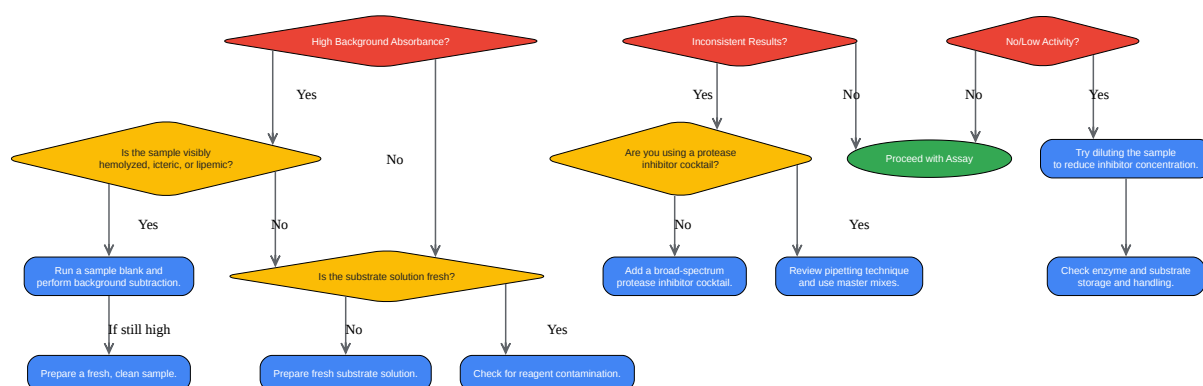 High Background Absorbance?
Inconsistent Results?
No/Low Activity?
Yes
Yes
No
No
Yes
Is the sample visibly
hemolyzed, icteric, or lipemic?
No
Are you using a protease
inhibitor cocktail?
Proceed with Assay
Try diluting the sample
to reduce inhibitor concentration.
Yes
No
No
Yes
Run a sample blank and
perform background subtraction.
Is the substrate solution fresh?
Add a broad-spectrum
protease inhibitor cocktail.
Review pipetting technique
and use master mixes.
Check enzyme and substrate
storage and handling.
If still high
No
Yes
Prepare a fresh, clean sample.
Prepare fresh substrate solution.
Check for reagent contamination.